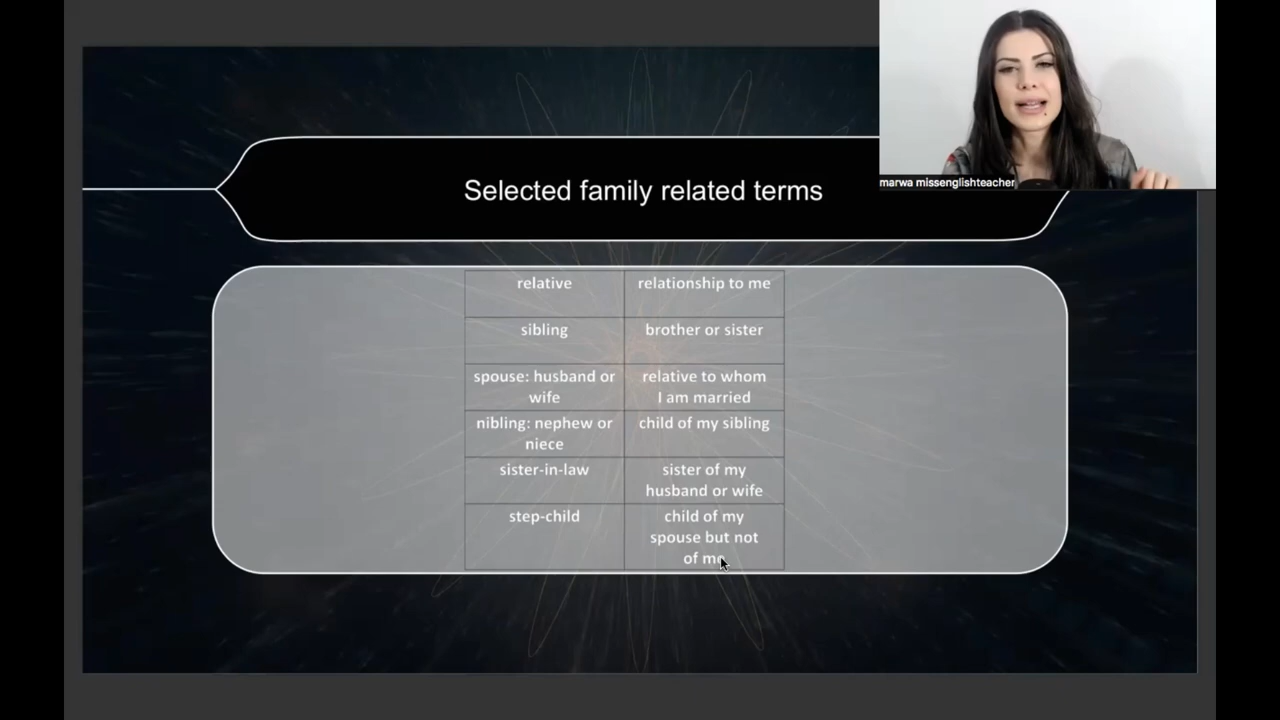 marwa missenglishteacher
Selected family related terms
relative
relationship to me
sibling
brother or sister
spouse: husband or
wife
relative to whom
I am married
nibling: nephew or
niece
child of my sibling
sister-in-law
sister of my
husband or wife
step-child
child of my
spouse but not
of me